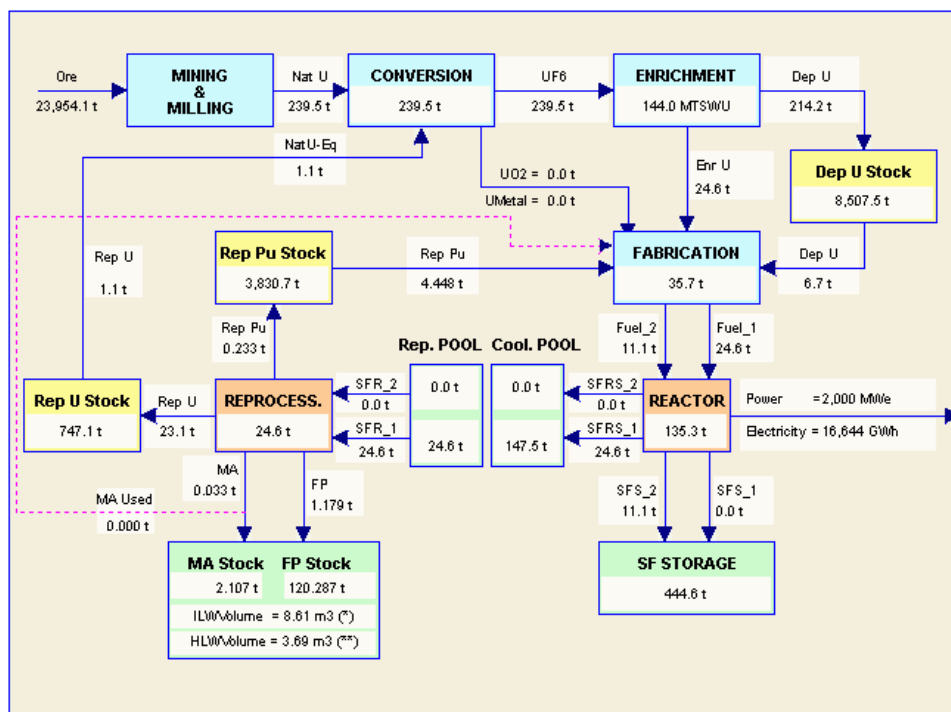 Ore
23,954.1 t
MINING
&
MILLING
Nat U
239.5 t
CONVERSION
239.5 t
UF6
239.5 t
ENRICHMENT
144.0 MTSWU
Dep U
214.2 t
NatU-Eq
1.1 t
UO2 = 0.0 t
UMetal = 0.0 t
Enr U
24.6 t
Dep U Stock
8,507.5 t
Rep U
1.1 t
Rep Pu Stock
3,830.7 t
Rep Pu
4.448 t
FABRICATION
35.7 t
Dep U
6.7 t
Rep Pu
0.233 t
Fuel_2
11.1 t
Fuel_1
24.6 t
Rep. POOL
Cool. POOL
Rep U Stock
747.1 t
Rep U
23.1 t
REPROCESS.
24.6 t
SFR_2
0.0 t
SFR_1
24.6 t
0.0 t
24.6 t
0.0 t
147.5 t
SFRS_2
0.0 t
SFRS_1
24.6 t
REACTOR
135.3 t
Power =2,000 MWe
Electricity = 16,644 GWh
MA
0.033 t
FP
1.179 t
MA Used
0.000 t
SFS_2
11.1 t
SFS_1
0.0 t
MA Stock FP Stock
2.107 t 120.287 t
ILWVolume = 8.61 m3 (*)
HLWVolume = 3.69 m3 (**)
SF STORAGE
444.6 t